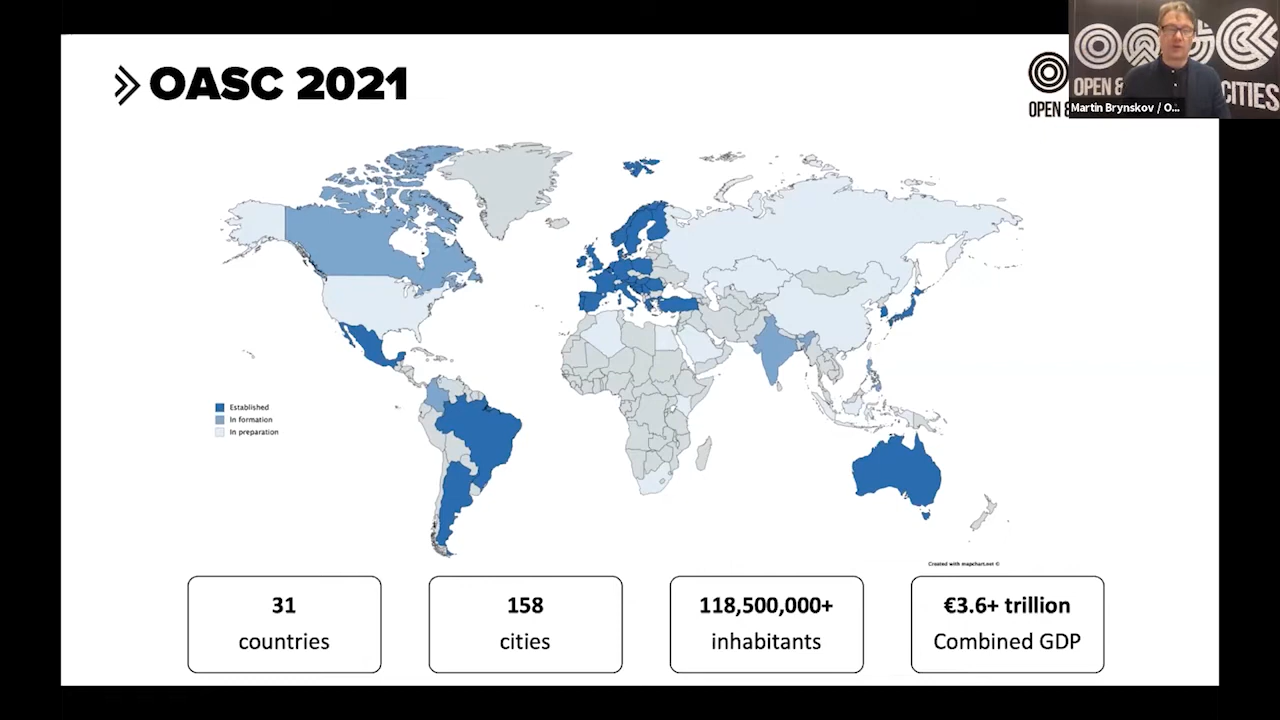 OASC 2021
OPEN &
OPEN &
CITIES
Martin Brynskov / O...
Established
In formation
In preparation
Created with mapchart.net ©
31
countries
158
cities
118,500,000+
inhabitants
€3.6+ trillion
Combined GDP